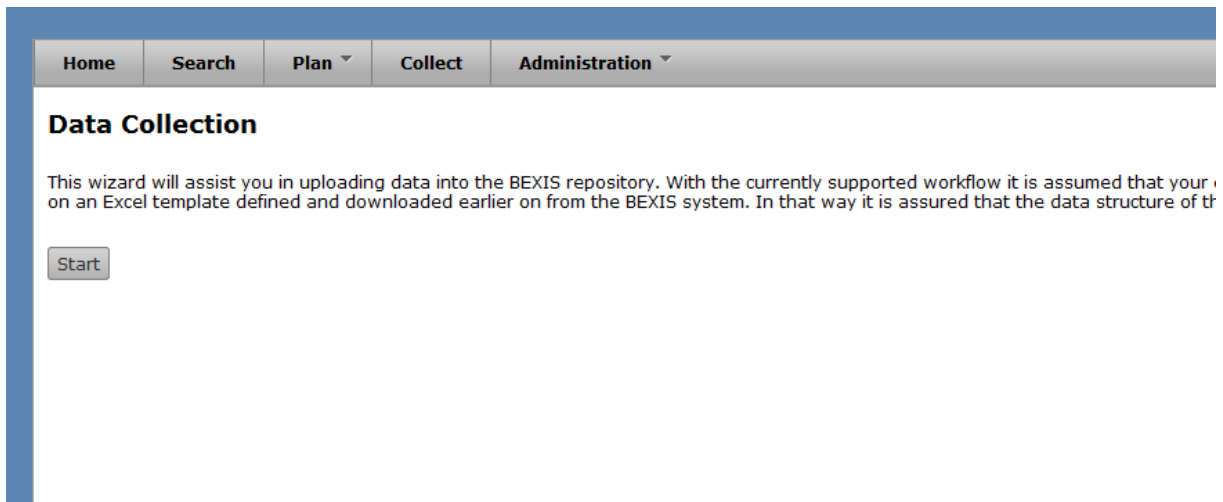 Home Search Plan Collect Administration
Data Collection
This wizard will assist you in uploading data into the BEXIS repository. With the currently supported workflow it is assumed that your
on an Excel template defined and downloaded earlier on from the BEXIS system. In that way it is assured that the data structure of
Start